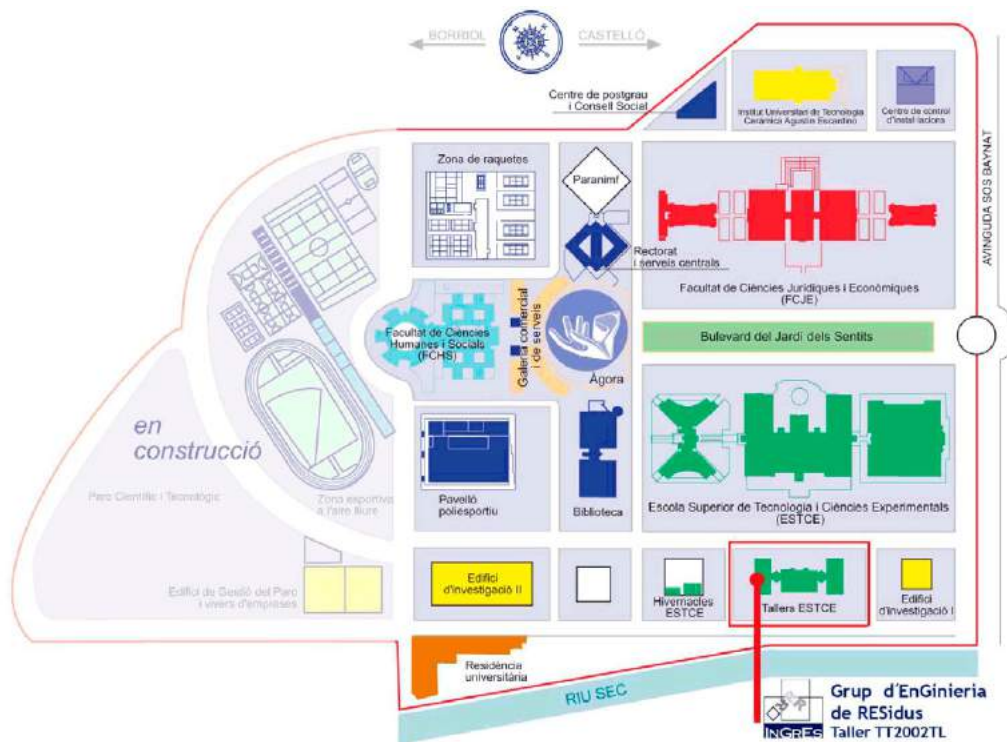 BORRIOL
CASTELLÓ
Centre de postgrau
i Consell Social
Institut Universitari de Tecnologia
Ceràmica Agustín Escardino
Centre de control
d'instal·lacions
Zona de raquetes
Paranimf
Rectorat
i serveis centrals
AVINGUDA SOS BAYNAT
Facultat de Ciències Jurídiques i Econòmiques
(FCJE)
Facultat de Ciències
Humanes i Socials
(FCHS)
Galeria comercial
i de serveis
Àgora
Bulevard del Jardí dels Sentits
en
construcció
Parc Científic i Tecnològic
Zona esportiva
a l'aire lliure
Pavelló
poliesportiu
Biblioteca
Escola Superior de Tecnologia i Ciències Experimentals
(ESTCE)
Edifici de Gestió del Parc
i vivers d'empreses
Edifici
d'investigació II
Hivernacles
ESTCE
Tallera ESTCE
Edifici
d'investigació I
Residència
universitària
RIU SEC
INGRES
Grup d´EnGinieria
de RESidus
Taller TT2002TL